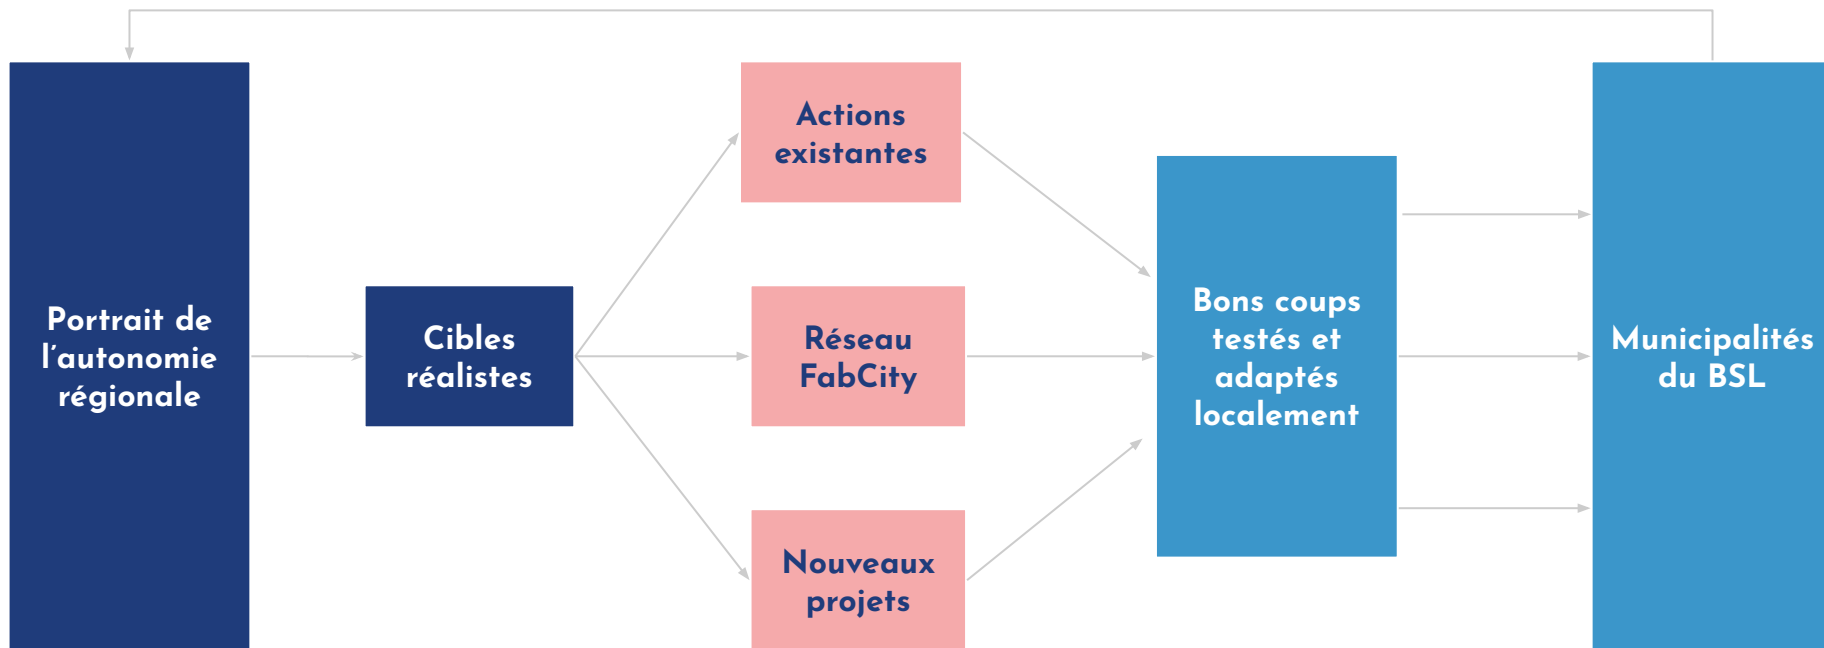 Portrait de
l'autonomie
régionale
Cibles
réalistes
Actions
existantes
Réseau
FabCity
Nouveaux
projets
Bons coups
testés et
adaptés
localement
Municipalités
du BSL